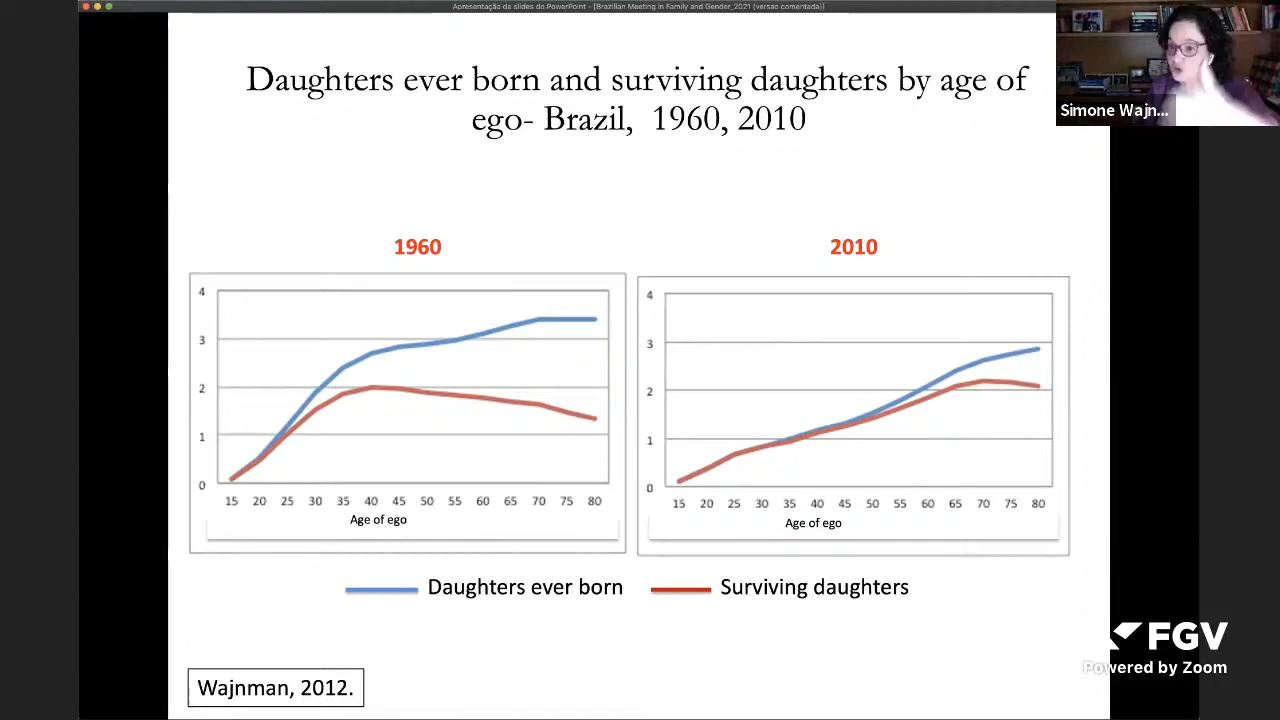 Apresentação de slides do PowerPoint - [Brazilian Meeting in Family and Gender_2021 (versao comentada)]
Simone Wajn...
Daughters ever born and surviving daughters by age of
ego- Brazil, 1960, 2010
1960
4
3
2
1
0
15 20 25 30 35 40 45 50 55 60 65 70 75 80
Age of ego
2010
4
3
2
1
0
15 20 25 30 35 40 45 50 55 60 65 70 75 80
Age of ego
Daughters ever born Surviving daughters
Wajnman, 2012.
FGV
Powered by Zoom